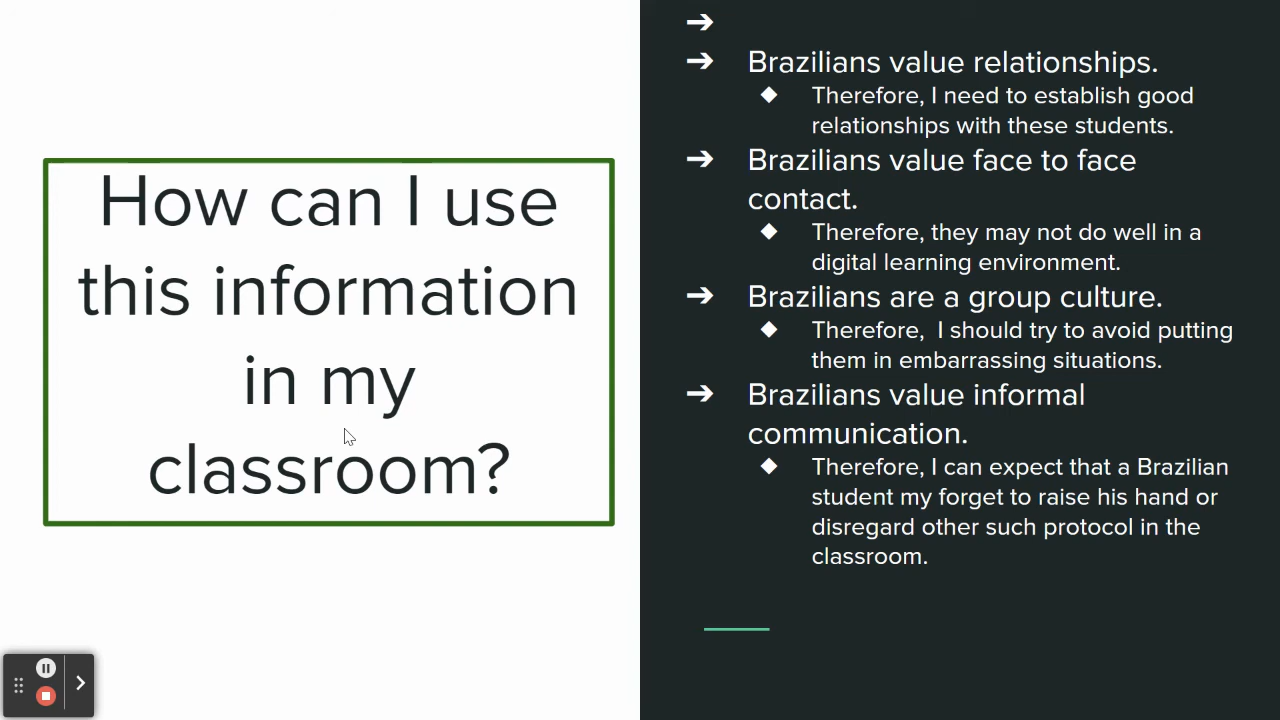 How can I use
this information
in my
classroom?
➔
➔ Brazilians value relationships.
◆ Therefore, I need to establish good
relationships with these students.
➔ Brazilians value face to face
contact.
◆ Therefore, they may not do well in a
digital learning environment.
➔ Brazilians are a group culture.
◆ Therefore,  I should try to avoid putting
them in embarrassing situations.
➔ Brazilians value informal
communication.
◆ Therefore, I can expect that a Brazilian
student my forget to raise his hand or
disregard other such protocol in the
classroom.